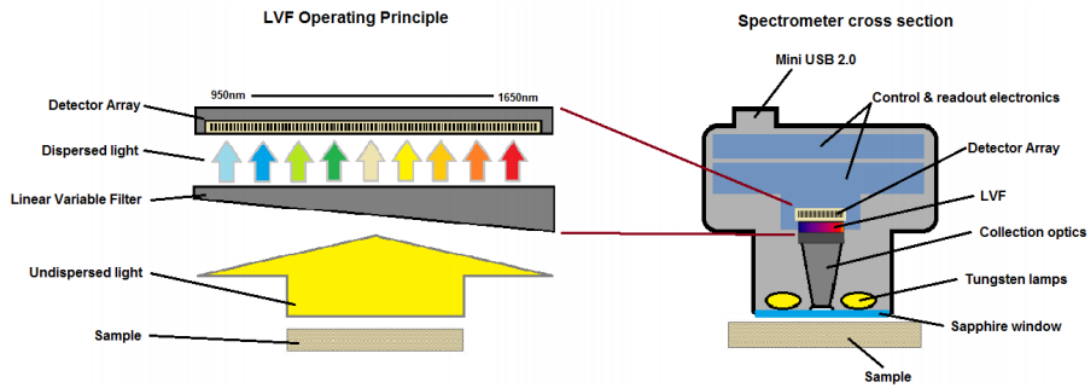 LVF Operating Principle
950nm
1650nm
Detector Array
Dispersed light
Linear Variable Filter
Undispersed light
Sample
Spectrometer cross section
Mini USB 2.0
Control & readout electronics
Detector Array
LVF
Collection optics
Tungsten lamps
Sapphire window
Sample